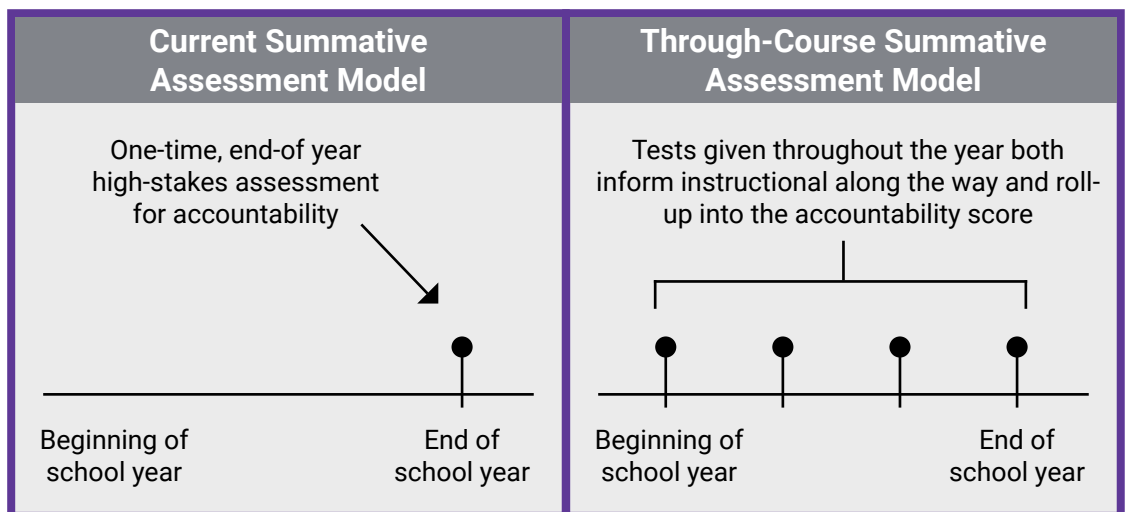 Current Summative
Assessment Model
One-time, end-of year
high-stakes assessment
for accountability
Beginning of
school year
End of
school year
Through-Course Summative
Assessment Model
Tests given throughout the year both
inform instructional along the way and roll-
up into the accountability score
Beginning of
school year
End of
school year